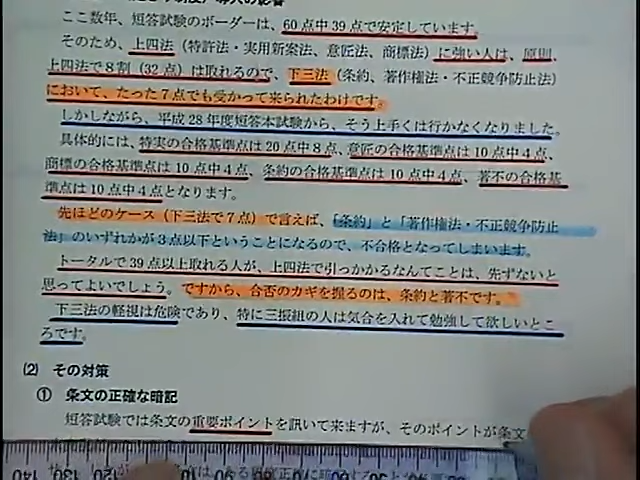 ここ数年、短答試験のボーダーは、60点中39点で安定しています。
そのため、上四法（特許法・実用新案法、意匠法、商標法）に強い人は、原則、
上四法で8割（32点）は取れるので、下三法（条約、著作権法・不正競争防止法）
において、たった7点でも受かって来られたわけです。
しかしながら、平成28年度短答本試験から、そう上手くは行かなくなりました。
具体的には、特実の合格基準点は20点中8点、意匠の合格基準点は10点中4点、
商標の合格基準点は10点中4点、条約の合格基準点は10点中4点、著不の合格基
準点は10点中4点となります。
先ほどのケース（下三法で7点）で言えば、「条約」と「著作権法・不正競争防止
法」のいずれかが3点以下ということになるので、不合格となってしまいます。
トータルで39点以上取れる人が、上四法で引っかかるなんてことは、先ずないと
思ってよいでしょう。ですから、合否のカギを握るのは、条約と著不です。
下三法の軽視は危険であり、特に三振組の人は気合を入れて勉強して欲しいとこ
ろです。
(2) その対策
① 条文の正確な暗記
短答試験では条文の重要ポイントを訊いて来ますが、そのポイントが条文
140 130 120